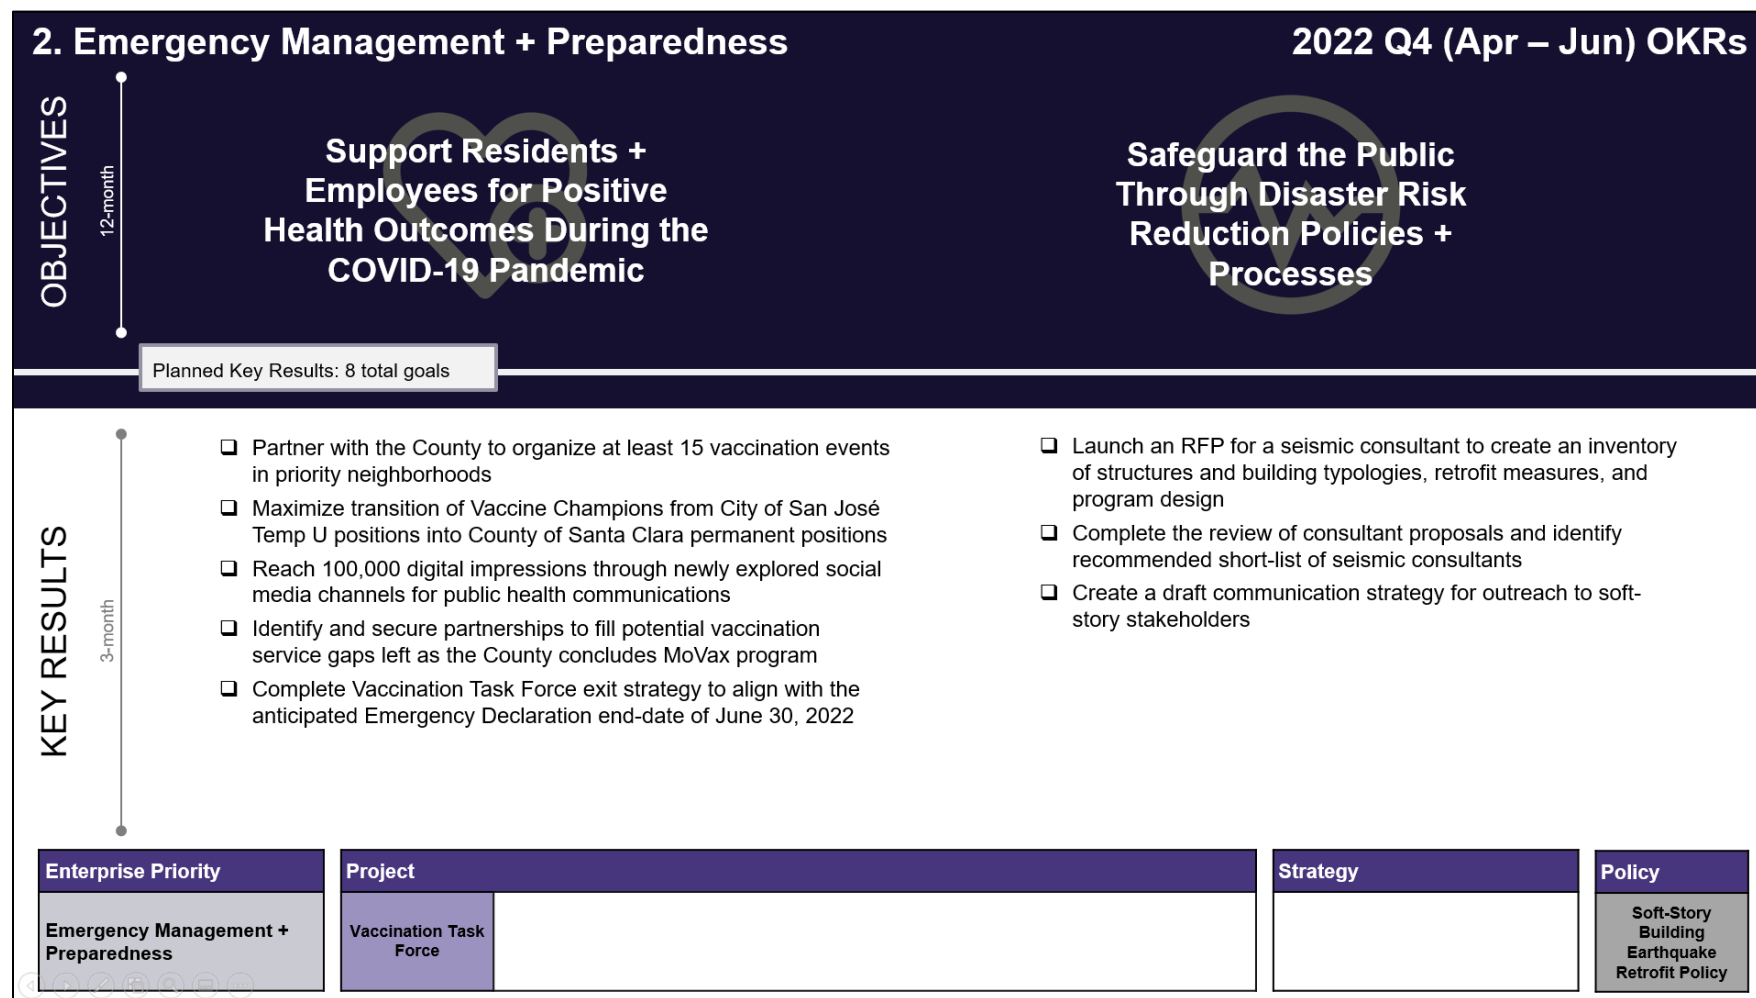 2. Emergency Management + Preparedness
2022 Q4 (Apr – Jun) OKRs
OBJECTIVES
12-month
Support Residents +
Employees for Positive
Health Outcomes During the
COVID-19 Pandemic
Safeguard the Public
Through Disaster Risk
Reduction Policies +
Processes
Planned Key Results: 8 total goals
KEY RESULTS
3-month
❑ Partner with the County to organize at least 15 vaccination events
in priority neighborhoods
❑ Maximize transition of Vaccine Champions from City of San José
Temp U positions into County of Santa Clara permanent positions
❑ Reach 100,000 digital impressions through newly explored social
media channels for public health communications
❑ Identify and secure partnerships to fill potential vaccination
service gaps left as the County concludes MoVax program
❑ Complete Vaccination Task Force exit strategy to align with the
anticipated Emergency Declaration end-date of June 30, 2022
❑ Launch an RFP for a seismic consultant to create an inventory
of structures and building typologies, retrofit measures, and
program design
❑ Complete the review of consultant proposals and identify
recommended short-list of seismic consultants
❑ Create a draft communication strategy for outreach to soft-
story stakeholders
Enterprise Priority
Emergency Management +
Preparedness
Project
Vaccination Task
Force
Strategy
Policy
Soft-Story
Building
Earthquake
Retrofit Policy